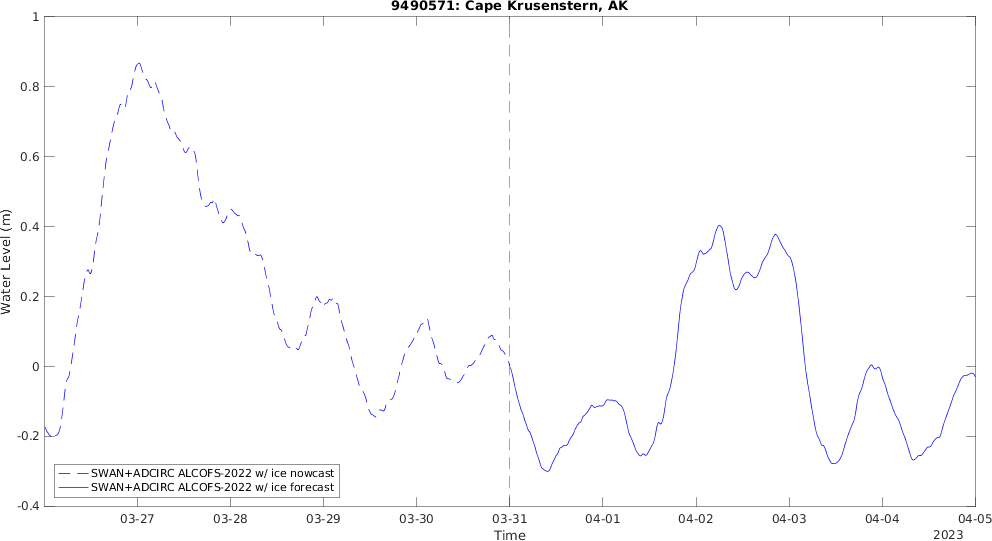 9490571: Cape Krusenstern, AK
1
0.8
0.6
0.4
0.2
0
-0.2
-0.4
Water Level (m)
SWAN+ADCIRC ALCOFS-2022 w/ ice nowcast
SWAN+ADCIRC ALCOFS-2022 w/ ice forecast
03-27 03-28 03-29 03-30 03-31 04-01 04-02 04-03 04-04 04-05
Time
2023